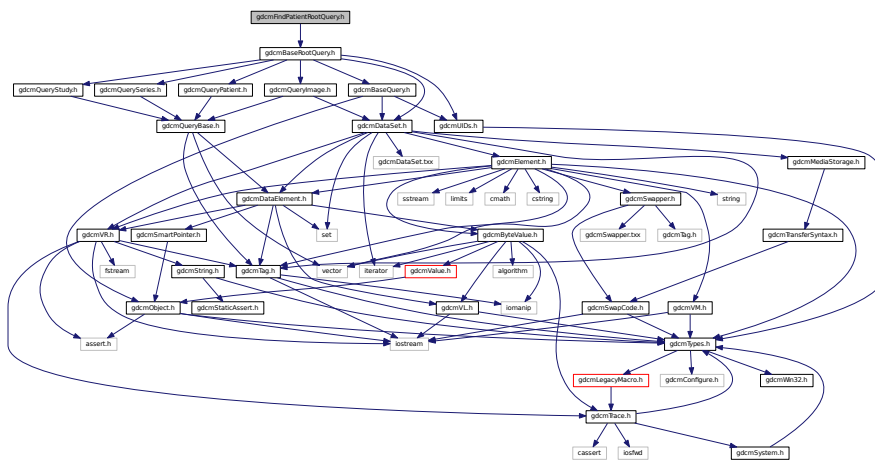 gdcmFindPatientRootQuery.h
gdcmBaseRootQuery.h
gdcmQueryStudy.h
gdcmQuerySeries.h
gdcmQueryPatient.h
gdcmQueryImage.h
gdcmBaseQuery.h
gdcmQueryBase.h
gdcmDataSet.h
gdcmUIDs.h
gdcmDataSet.txx
gdcmElement.h
gdcmMediaStorage.h
gdcmDataElement.h
sstream
limits
cmath
cstring
gdcmSwapper.h
string
gdcmVR.h
gdcmSmartPointer.h
set
gdcmByteValue.h
gdcmSwapper.txx
gdcmTag.h
gdcmTransferSyntax.h
fstream
gdcmString.h
gdcmTag.h
vector
iterator
gdcmValue.h
algorithm
gdcmObject.h
gdcmStaticAssert.h
gdcmVL.h
iomanip
gdcmSwapCode.h
gdcmVM.h
assert.h
iostream
gdcmTypes.h
gdcmLegacyMacro.h
gdcmConfigure.h
gdcmWin32.h
gdcmTrace.h
cassert
iosfwd
gdcmSystem.h